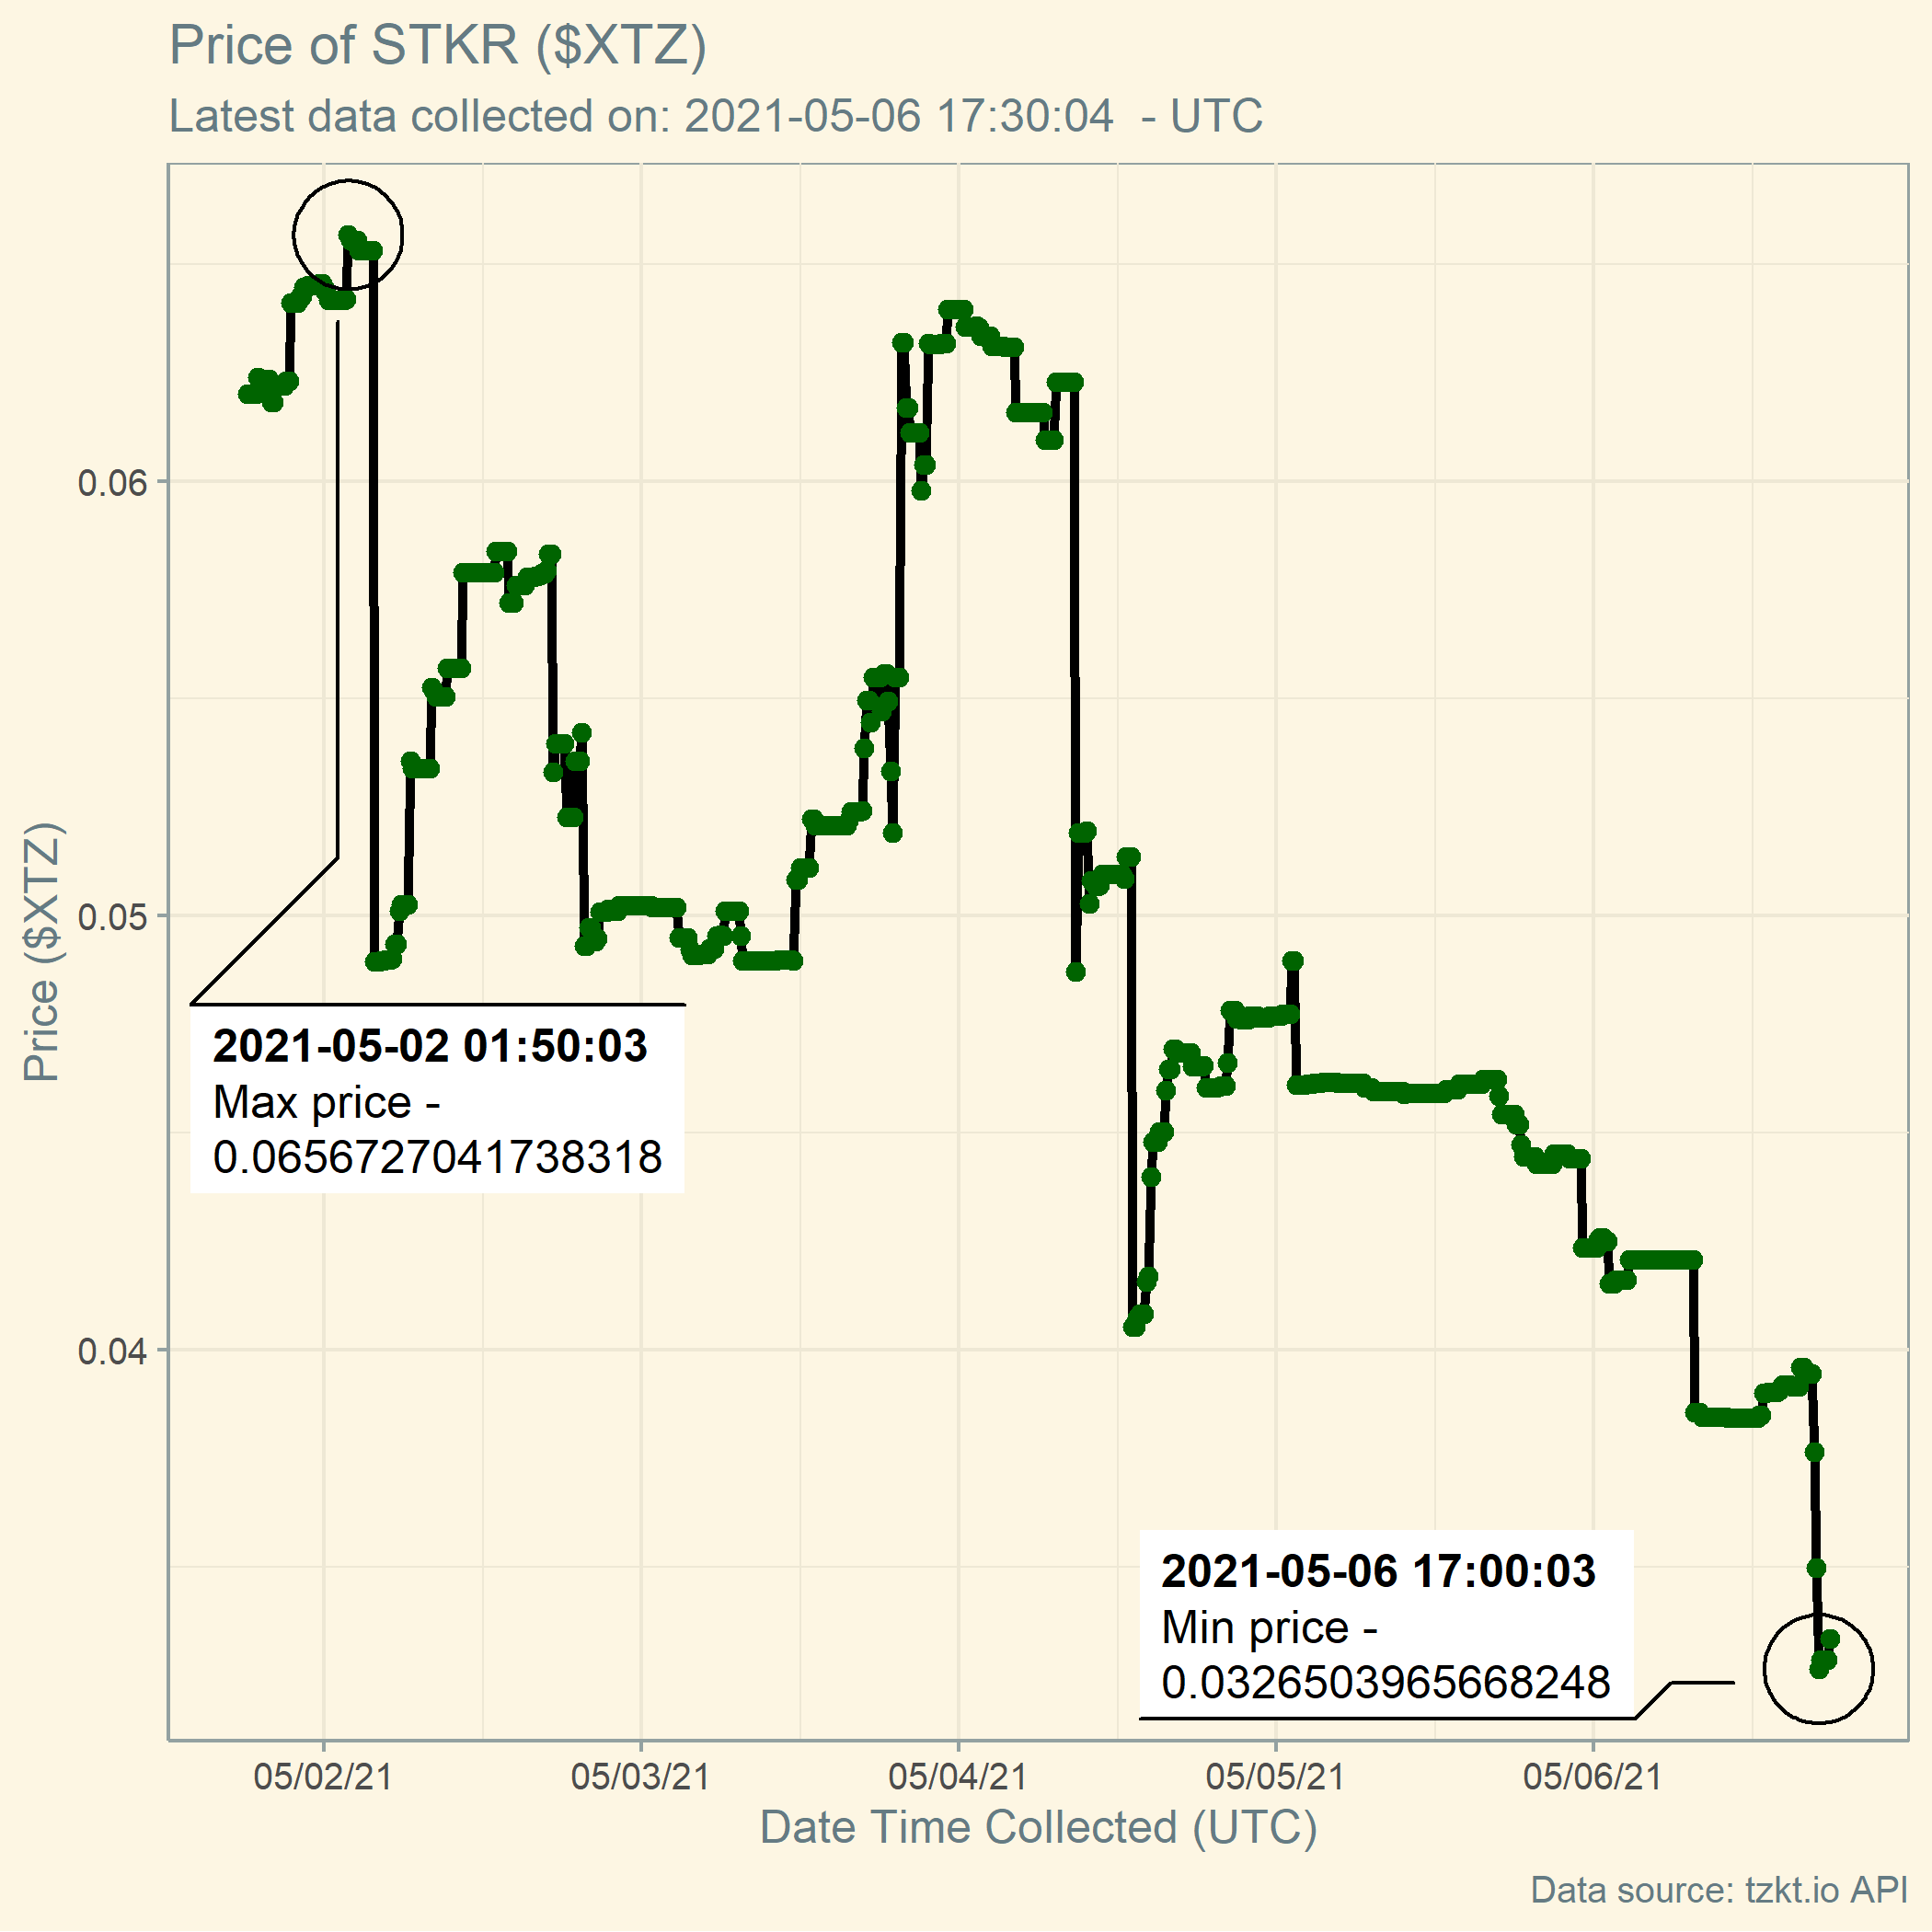 Price of STKR ($XTZ)
Latest data collected on: 2021-05-06 17:30:04  - UTC
Price ($XTZ)
0.06
0.05
0.04
2021-05-02 01:50:03
Max price -
0.0656727041738318
2021-05-06 17:00:03
Min price -
0.0326503965668248
05/02/21
05/03/21
05/04/21
05/05/21
05/06/21
Date Time Collected (UTC)
Data source: tzkt.io API